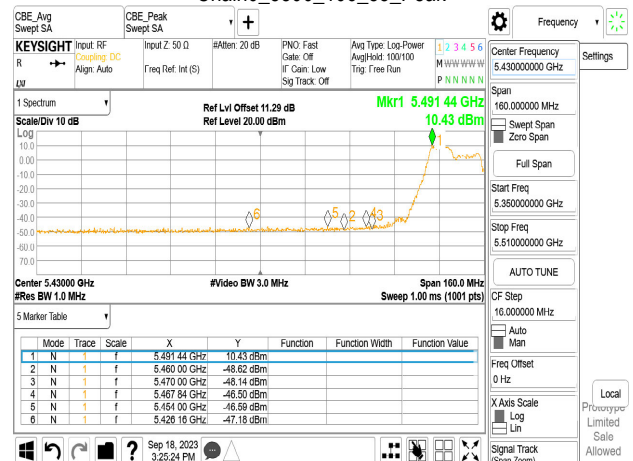 CBE_Avg
Swept SA
CBE_Peak
Swept SA
Frequency
KEYSIGHT
R
Input: RF
Coupling: DC
Align: Auto
Input Z: 50 Ω
Freq Ref: Int (S)
#Atten: 20 dB
PNO: Fast
Gate: Off
IF Gain: Low
Sig Track: Off
Avg Type: Log-Power
Avg|Hold: 100/100
Trig: Free Run
1 2 3 4 5 6
M W W W W W
P N N N N N
Center Frequency
5.430000000 GHz
Settings
Span
160.000000 MHz
Swept Span
Zero Span
Full Span
Start Freq
5.350000000 GHz
Stop Freq
5.510000000 GHz
AUTO TUNE
CF Step
16.000000 MHz
Auto
Man
Freq Offset
0 Hz
X Axis Scale
Log
Lin
Signal Track
(Span Zoom)
Local
Prototype
Limited
Sale
Allowed
1 Spectrum
Scale/Div 10 dB
Ref Lvl Offset 11.29 dB
Ref Level 20.00 dBm
Mkr1 5.491 44 GHz
10.43 dBm
Log
10.0
0.00
-10.0
-20.0
-30.0
-40.0
-50.0
-60.0
70.0
1
6
5
2
4
3
Center 5.43000 GHz
#Video BW 3.0 MHz
Span 160.0 MHz
#Res BW 1.0 MHz
Sweep 1.00 ms (1001 pts)
5 Marker Table
Mode Trace Scale X Y Function Function Width Function Value
1 N 1 f 5.491 44 GHz 10.43 dBm
2 N 1 f 5.460 00 GHz -48.62 dBm
3 N 1 f 5.470 00 GHz -48.14 dBm
4 N 1 f 5.467 84 GHz -46.50 dBm
5 N 1 f 5.454 00 GHz -46.59 dBm
6 N 1 f 5.426 16 GHz -47.18 dBm
?
Sep 18, 2023
3:25:24 PM